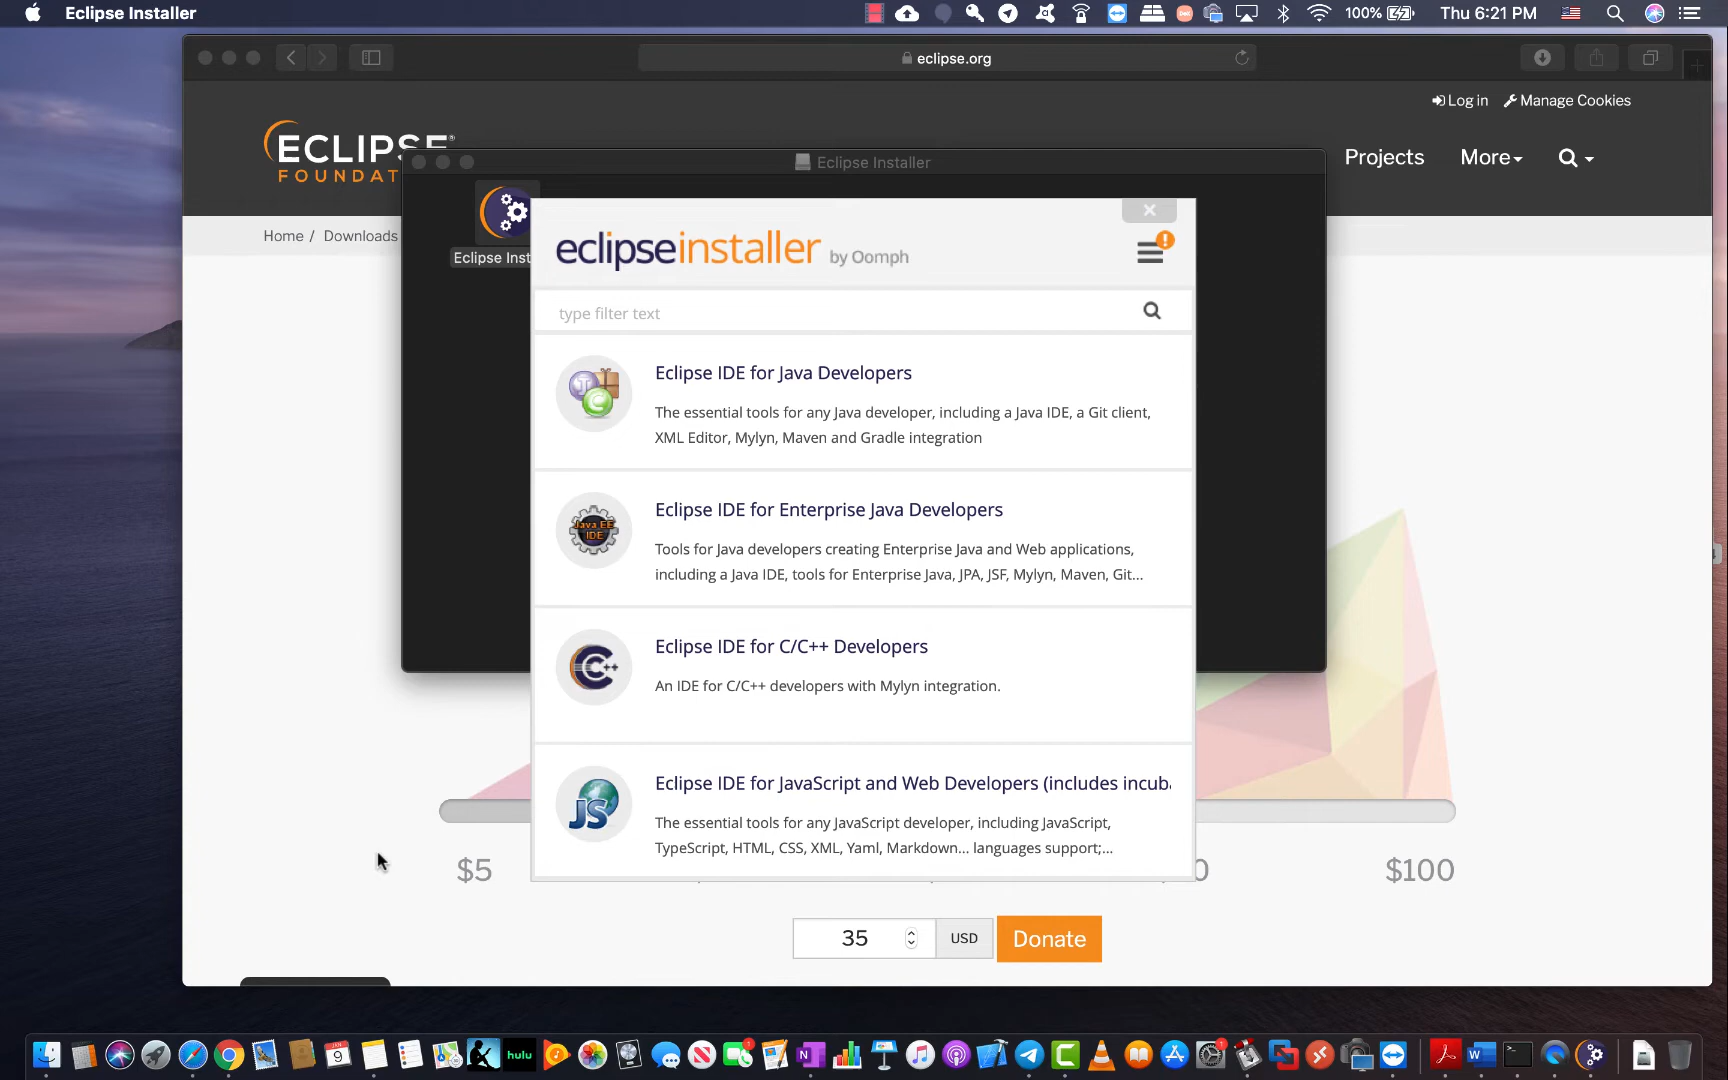 Eclipse Installer
100%
Thu 6:21 PM
eclipse.org
Log in
Manage Cookies
ECLIPSE
FOUNDAT
Projects
More
Eclipse Installer
Home /
Downloads
Eclipse Inst
eclipseinstaller by Oomph
type filter text
Eclipse IDE for Java Developers
The essential tools for any Java developer, including a Java IDE, a Git client,
XML Editor, Mylyn, Maven and Gradle integration
Java EE
IDE
Eclipse IDE for Enterprise Java Developers
Tools for Java developers creating Enterprise Java and Web applications,
including a Java IDE, tools for Enterprise Java, JPA, JSF, Mylyn, Maven, Git...
C++
Eclipse IDE for C/C++ Developers
An IDE for C/C++ developers with Mylyn integration.
JS
Eclipse IDE for JavaScript and Web Developers (includes incub
The essential tools for any JavaScript developer, including JavaScript,
TypeScript, HTML, CSS, XML, Yaml, Markdown... languages support;...
$5
0
$100
35
USD
Donate
9
hulu